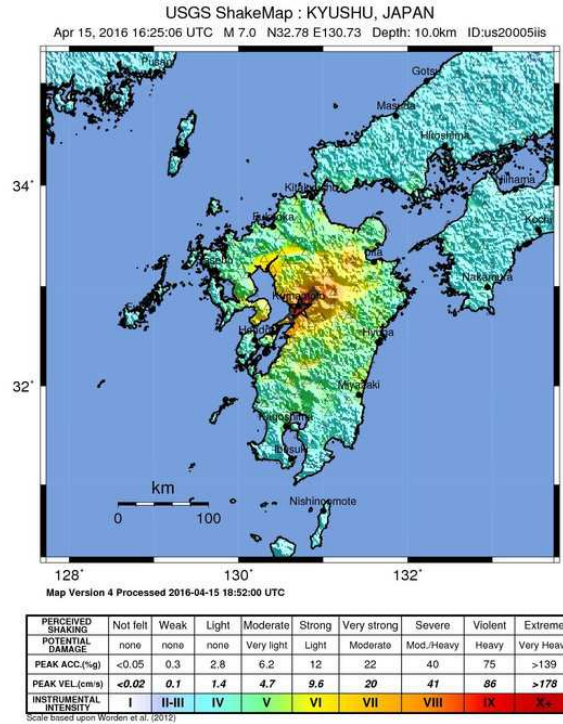 USGS ShakeMap : KYUSHU, JAPAN
Apr 15, 2016 16:25:06 UTC M 7.0 N32.78 E130.73 Depth: 10.0km ID:us20005iis
Gotsu
Masuda
Hiroshima
34°
Niihama
Kochi
Nakamura
Kumamoto
Hyuga
32°
Miyazaki
Kagoshima
Ibusuki
km
0 100
Nishinoomote
128° 130° 132°
Map Version 4 Processed 2016-04-15 18:52:00 UTC
PERCEIVED SHAKING Not felt Weak Light Moderate Strong Very strong Severe Violent Extreme
POTENTIAL DAMAGE none none none Very light Light Moderate Mod./Heavy Heavy Very Heavy
PEAK ACC.(%g) <0.05 0.3 2.8 6.2 12 22 40 75 >139
PEAK VEL.(cm/s) <0.02 0.1 1.4 4.7 9.6 20 41 86 >178
INSTRUMENTAL INTENSITY I II-III IV V VI VII VIII IX X+
Scale based upon Worden et al. (2012)